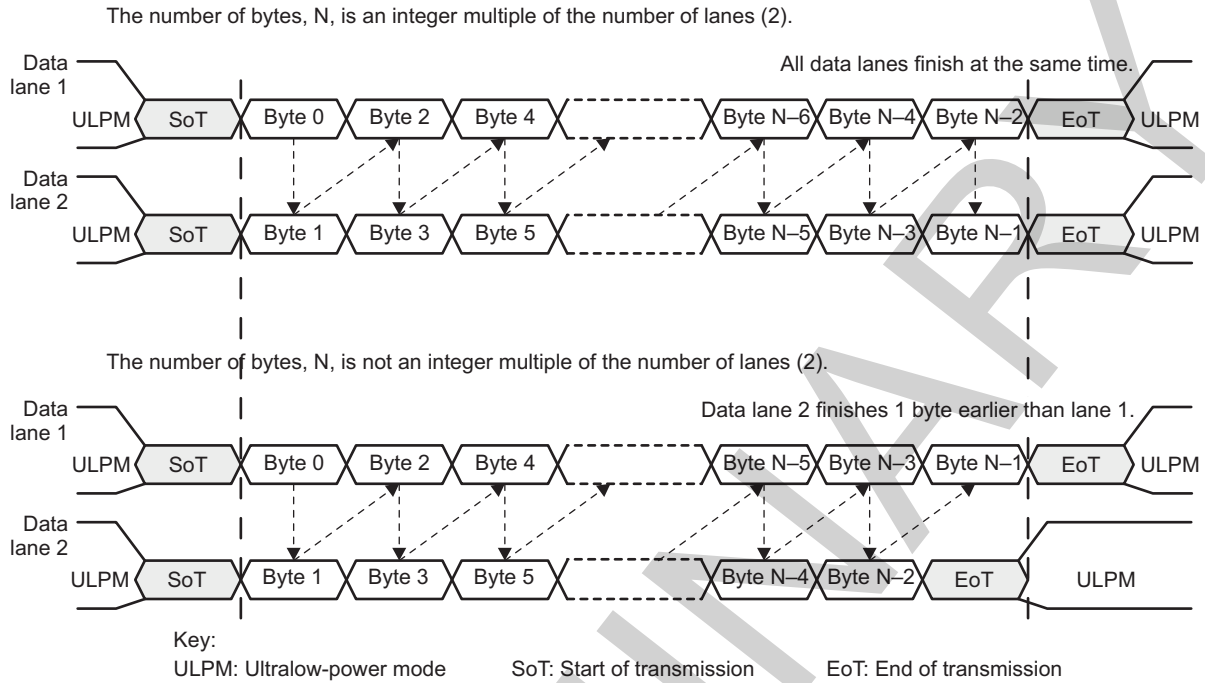 The number of bytes, N, is an integer multiple of the number of lanes (2).
Data
lane 1
All data lanes finish at the same time.
ULPM SoT Byte 0 Byte 2 Byte 4 Byte N–6 Byte N–4 Byte N–2 EoT ULPM
Data
lane 2
ULPM SoT Byte 1 Byte 3 Byte 5 Byte N–5 Byte N–3 Byte N–1 EoT ULPM
The number of bytes, N, is not an integer multiple of the number of lanes (2).
Data
lane 1
Data lane 2 finishes 1 byte earlier than lane 1.
ULPM SoT Byte 0 Byte 2 Byte 4 Byte N–5 Byte N–3 Byte N–1 EoT ULPM
Data
lane 2
ULPM SoT Byte 1 Byte 3 Byte 5 Byte N–4 Byte N–2 EoT ULPM
Key:
ULPM: Ultralow-power mode SoT: Start of transmission EoT: End of transmission
INARY